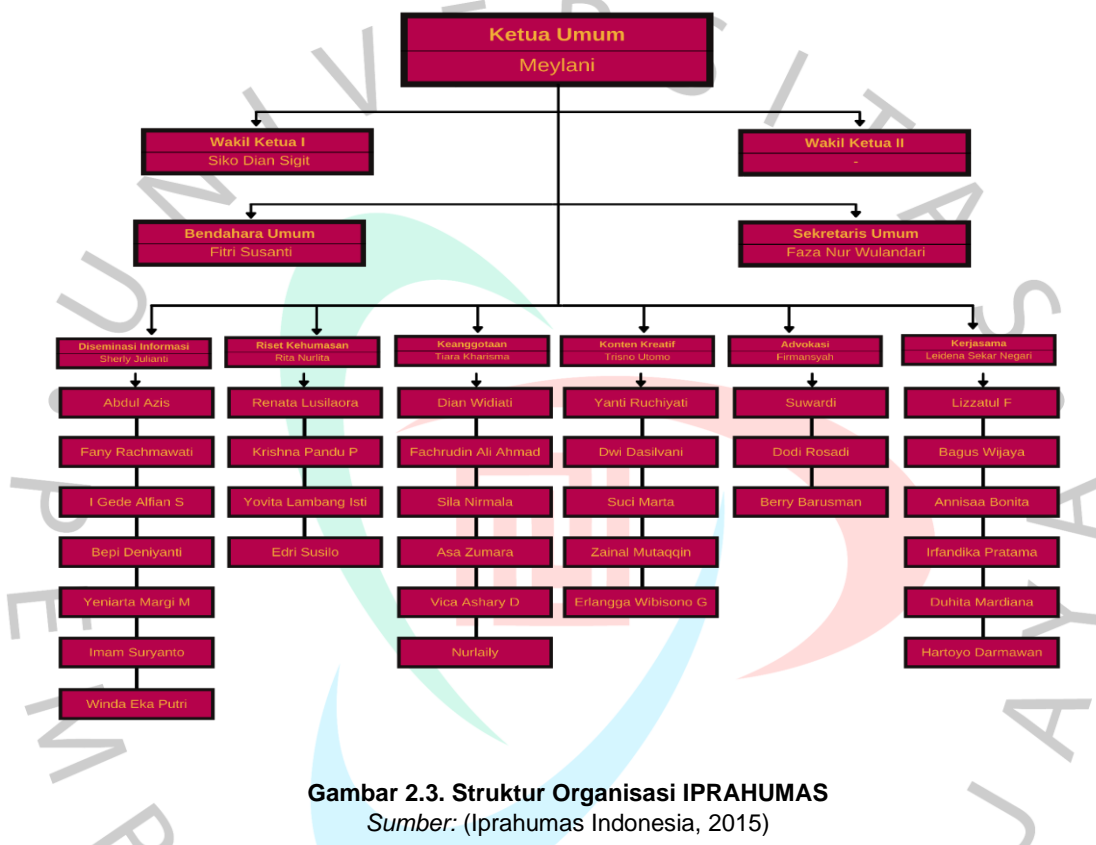 Ketua Umum
Meylani
Wakil Ketua I
Siko Dian Sigit
Wakil Ketua II
-
Bendahara Umum
Fitri Susanti
Sekretaris Umum
Faza Nur Wulandari
Diseminasi Informasi
Sherly Julianti
Abdul Azis
Fany Rachmawati
I Gede Alfian S
Bepi Deniyanti
Yeniarta Margi M
Imam Suryanto
Winda Eka Putri
Riset Kehumasan
Rita Nurlita
Renata Lusilaora
Krishna Pandu P
Yovita Lambang Isti
Edri Susilo
Keanggotaan
Tiara Kharisma
Dian Widiati
Fachrudin Ali Ahmad
Sila Nirmala
Asa Zumara
Vica Ashary D
Nurlaily
Konten Kreatif
Trisno Utomo
Yanti Ruchiyati
Dwi Dasilvani
Suci Marta
Zainal Mutaqqin
Erlangga Wibisono G
Advokasi
Firmansyah
Suwardi
Dodi Rosadi
Berry Barusman
Kerjasama
Leidena Sekar Negari
Lizzatul F
Bagus Wijaya
Annisaa Bonita
Irfandika Pratama
Duhita Mardiana
Hartoyo Darmawan
Gambar 2.3. Struktur Organisasi IPRAHUMAS
Sumber: (Iprahumas Indonesia, 2015)
UNIVERSITAS